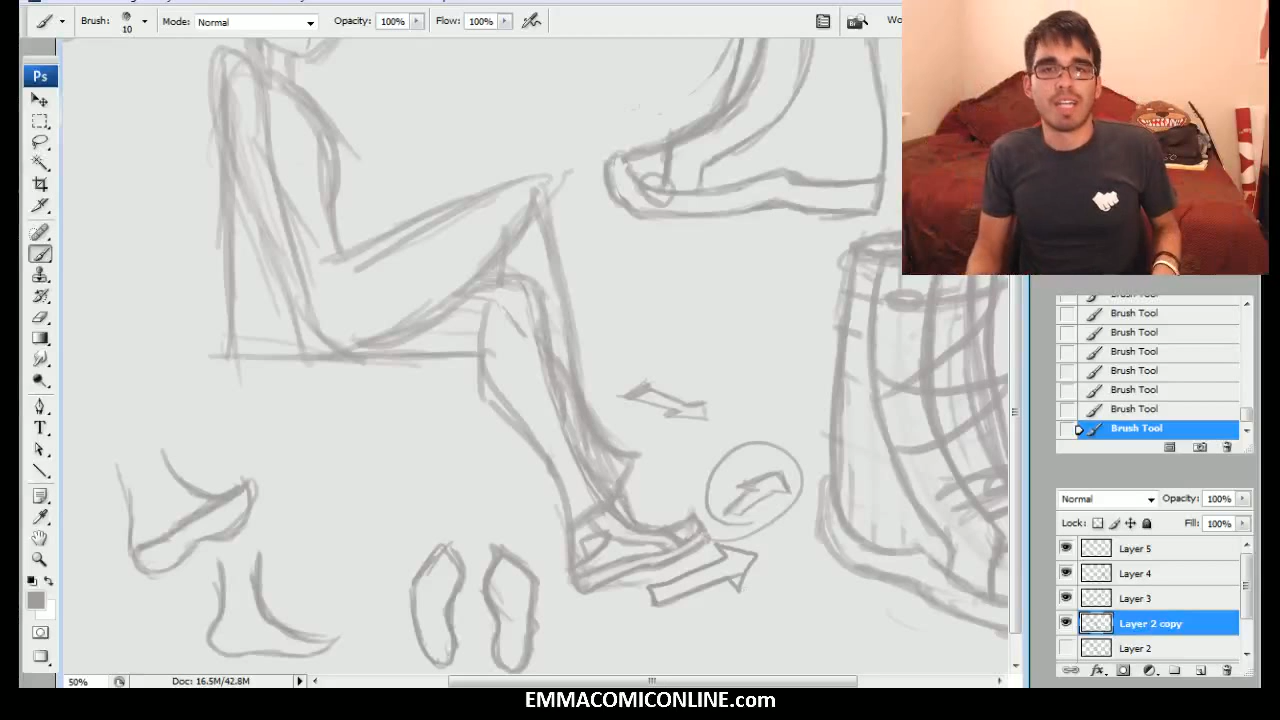 Brush:
10
Mode:
Normal
Opacity:
100%
Flow:
100%
Wo
Ps
Brush Tool
Brush Tool
Brush Tool
Brush Tool
Brush Tool
Brush Tool
Brush Tool
Normal
Opacity:
100%
Lock:
Fill:
100%
Layer 5
Layer 4
Layer 3
Layer 2 copy
Layer 2
50%
Doc: 16.5M/42.8M
EMMACOMICONLINE.com